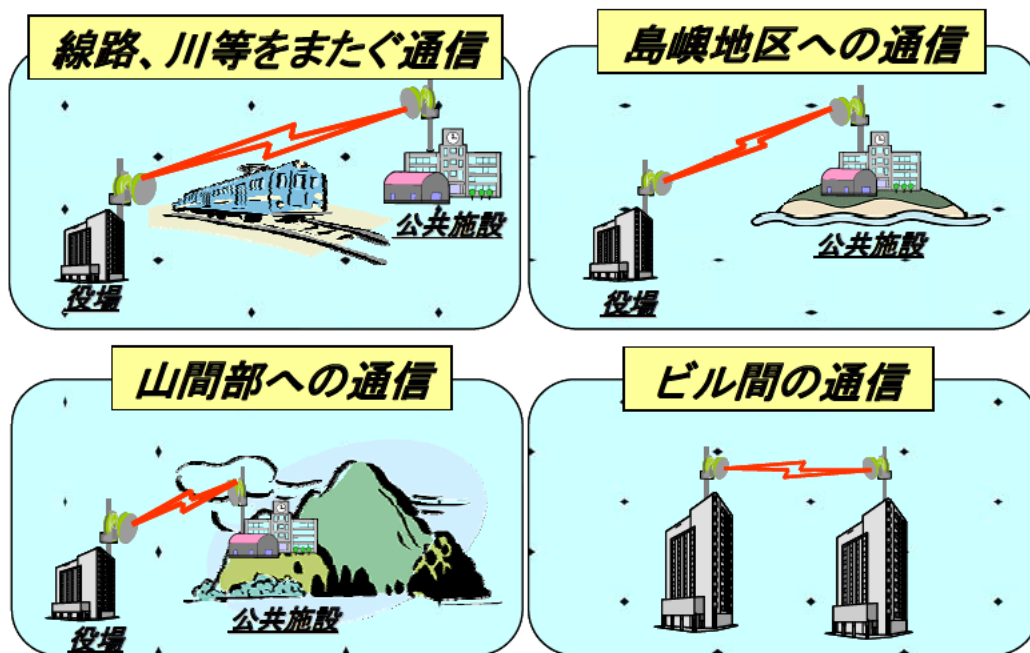 線路、川等をまたぐ通信
公共施設
役場
島嶼地区への通信
公共施設
役場
山間部への通信
公共施設
役場
ビル間の通信